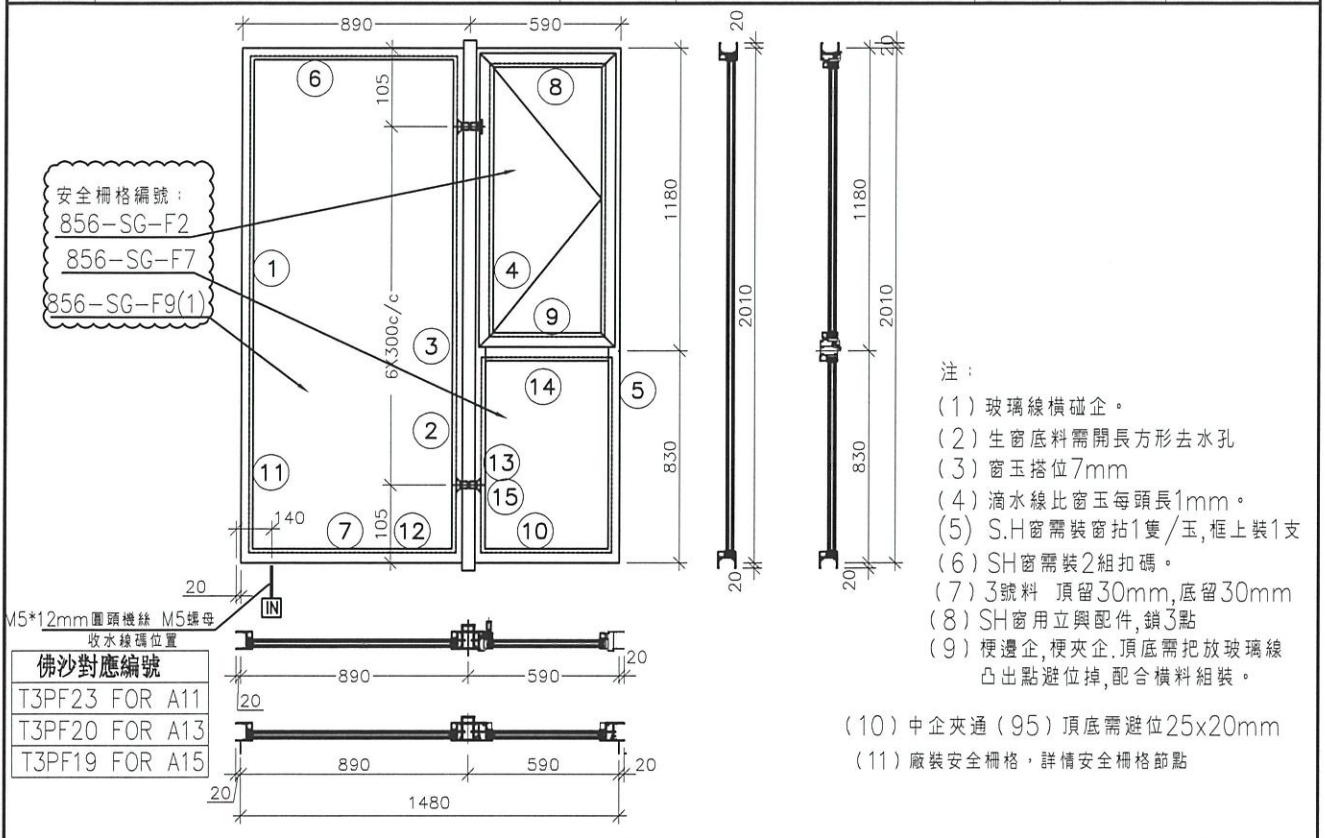 890
590
20
20
6
8
105
安全柵格編號：
856-SG-F2
856-SG-F7
856-SG-F9(1)
1180
1180
1
4
9
2010
2010
3
6X300c/c
14
5
2
830
830
13
15
11
140
7
12
105
10
20
20
20
IN
M5*12mm圓頭機絲 M5螺母
收水線碼位置
佛沙對應編號
T3PF23 FOR A11
T3PF20 FOR A13
T3PF19 FOR A15
890
590
20
20
890
590
20
20
1480
注：
(1) 玻璃線橫碰企。
(2) 生窗底料需開長方形去水孔
(3) 窗玉搭位7mm
(4) 滴水線比窗玉每頭長1mm。
(5) S.H窗需裝窗拈1隻/玉,框上裝1支
(6) SH窗需裝2組扣碼。
(7) 3號料 頂留30mm,底留30mm
(8) SH窗用立興配件,鎖3點
(9) 梗邊企,梗夾企.頂底需把放玻璃線
凸出點避位掉,配合橫料組裝。
(10) 中企夾通(95)頂底需避位25x20mm
(11) 廠裝安全柵格，詳情安全柵格節點